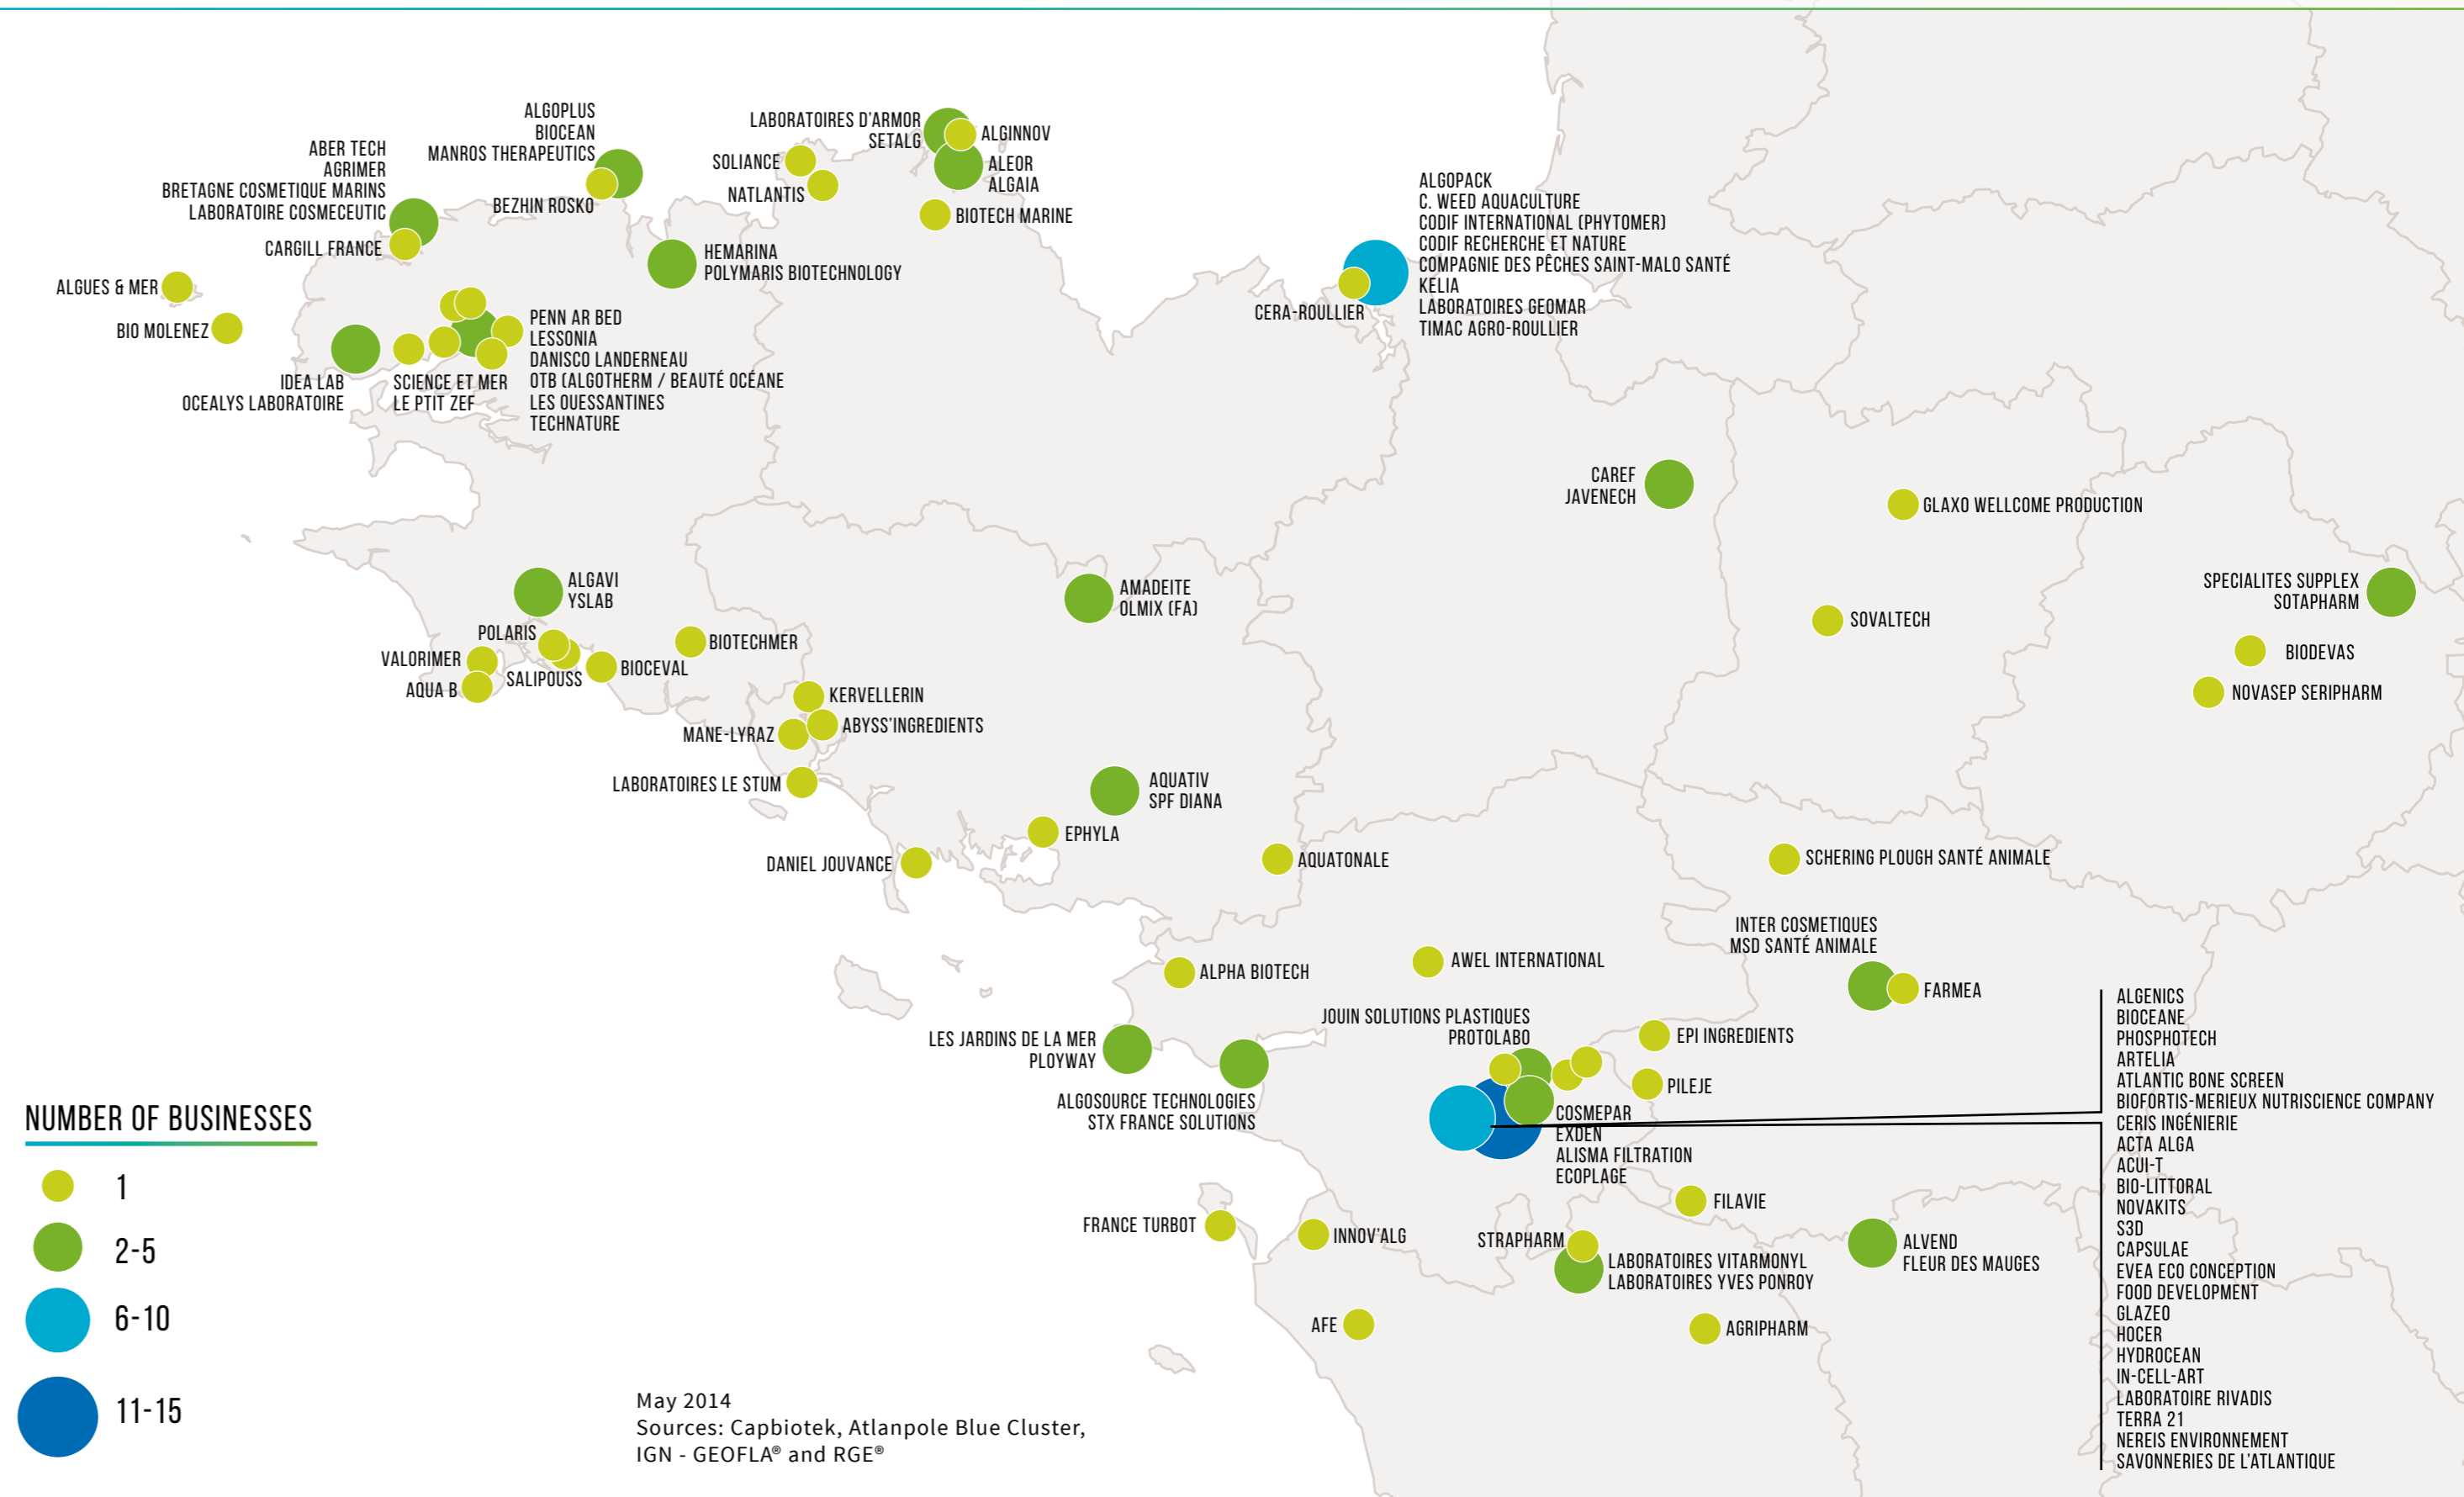 ALGOPLUS
BIOCEAN
MANROS THERAPEUTICS
BEZHIN ROSKO
ABER TECH
AGRIMER
BRETAGNE COSMETIQUE MARINS
LABORATOIRE COSMECEUTIC
CARGILL FRANCE
ALGUES & MER
BIO MOLENEZ
IDEA LAB
OCEALYS LABORATOIRE
SCIENCE ET MER
LE PTIT ZEF
PENN AR BED
LESSONIA
DANISCO LANDERNEAU
OTB (ALGOTHERM / BEAUTÉ OCÉANE
LES OUESSANTINES
TECHNATURE
HEMARINA
POLYMARIS BIOTECHNOLOGY
LABORATOIRES D'ARMOR
SETALG
ALGINNOV
SOLIANCE
NATLANTIS
ALEOR
ALGAIA
BIOTECH MARINE
ALGOPACK
C. WEED AQUACULTURE
CODIF INTERNATIONAL (PHYTOMER)
CODIF RECHERCHE ET NATURE
COMPAGNIE DES PÊCHES SAINT-MALO SANTÉ
KELIA
LABORATOIRES GEOMAR
TIMAC AGRO-ROULLIER
CERA-ROULLIER
CAREF
JAVENECH
GLAXO WELLCOME PRODUCTION
SOVALTECH
SPECIALITES SUPPLEX
SOTAPHARM
BIODEVAS
NOVASEP SERIPHARM
ALGAVI
YSLAB
POLARIS
VALORIMER
AQUA B
SALIPOUSS
BIOCEVAL
BIOTECHMER
AMADEITE
OLMIX (FA)
KERVELLERIN
ABYSS'INGREDIENTS
MANE-LYRAZ
LABORATOIRES LE STUM
AQUATIV
SPF DIANA
EPHYLA
DANIEL JOUVANCE
AQUATONALE
SCHERING PLOUGH SANTÉ ANIMALE
INTER COSMETIQUES
MSD SANTÉ ANIMALE
FARMEA
ALPHA BIOTECH
AWEL INTERNATIONAL
JOUIN SOLUTIONS PLASTIQUES
PROTOLABO
EPI INGREDIENTS
PILEJE
LES JARDINS DE LA MER
PLOYWAY
ALGOSOURCE TECHNOLOGIES
STX FRANCE SOLUTIONS
COSMEPAR
EXDEN
ALISMA FILTRATION
ECOPLAGE
FILAVIE
FRANCE TURBOT
INNOV'ALG
STRAPHARM
LABORATOIRES VITARMONYL
LABORATOIRES YVES PONROY
ALVEND
FLEUR DES MAUGES
AFE
AGRIPHARM
ALGENICS
BIOCEANE
PHOSPHOTECH
ARTELIA
ATLANTIC BONE SCREEN
BIOFORTIS-MERIEUX NUTRISCIENCE COMPANY
CERIS INGÉNIERIE
ACTA ALGA
ACUI-T
BIO-LITTORAL
NOVAKITS
S3D
CAPSULAE
EVEA ECO CONCEPTION
FOOD DEVELOPMENT
GLAZEO
HOCER
HYDROCEAN
IN-CELL-ART
LABORATOIRE RIVADIS
TERRA 21
NEREIS ENVIRONNEMENT
SAVONNERIES DE L'ATLANTIQUE
NUMBER OF BUSINESSES
1
2-5
6-10
11-15
May 2014
Sources: Capbiotek, Atlanpole Blue Cluster,
IGN - GEOFLA® and RGE®